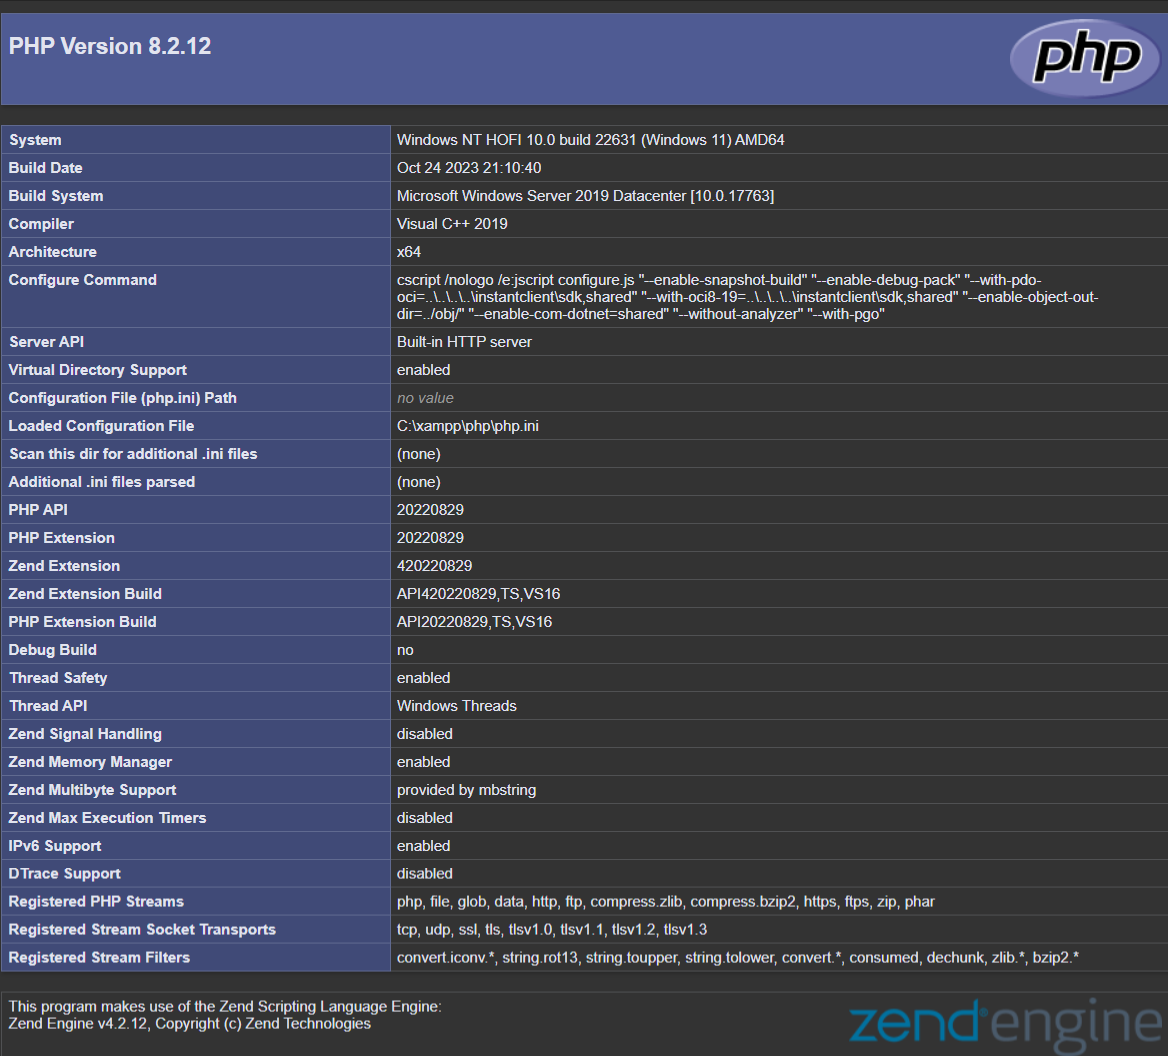 PHP Version 8.2.12
php
System Windows NT HOFI 10.0 build 22631 (Windows 11) AMD64
Build Date Oct 24 2023 21:10:40
Build System Microsoft Windows Server 2019 Datacenter [10.0.17763]
Compiler Visual C++ 2019
Architecture x64
Configure Command cscript /nologo /e:jscript configure.js "--enable-snapshot-build" "--enable-debug-pack" "--with-pdo-
oci=..\..\..\..\instantclient\sdk,shared" "--with-oci8-19=..\..\..\..\instantclient\sdk,shared" "--enable-object-out-
dir=../obj/" "--enable-com-dotnet=shared" "--without-analyzer" "--with-pgo"
Server API Built-in HTTP server
Virtual Directory Support enabled
Configuration File (php.ini) Path no value
Loaded Configuration File C:\xampp\php\php.ini
Scan this dir for additional .ini files (none)
Additional .ini files parsed (none)
PHP API 20220829
PHP Extension 20220829
Zend Extension 420220829
Zend Extension Build API420220829,TS,VS16
PHP Extension Build API20220829,TS,VS16
Debug Build no
Thread Safety enabled
Thread API Windows Threads
Zend Signal Handling disabled
Zend Memory Manager enabled
Zend Multibyte Support provided by mbstring
Zend Max Execution Timers disabled
IPv6 Support enabled
DTrace Support disabled
Registered PHP Streams php, file, glob, data, http, ftp, compress.zlib, compress.bzip2, https, ftps, zip, phar
Registered Stream Socket Transports tcp, udp, ssl, tls, tlsv1.0, tlsv1.1, tlsv1.2, tlsv1.3
Registered Stream Filters convert.iconv.*, string.rot13, string.toupper, string.tolower, convert.*, consumed, dechunk, zlib.*, bzip2.*
This program makes use of the Zend Scripting Language Engine:
Zend Engine v4.2.12, Copyright (c) Zend Technologies
zend®engine